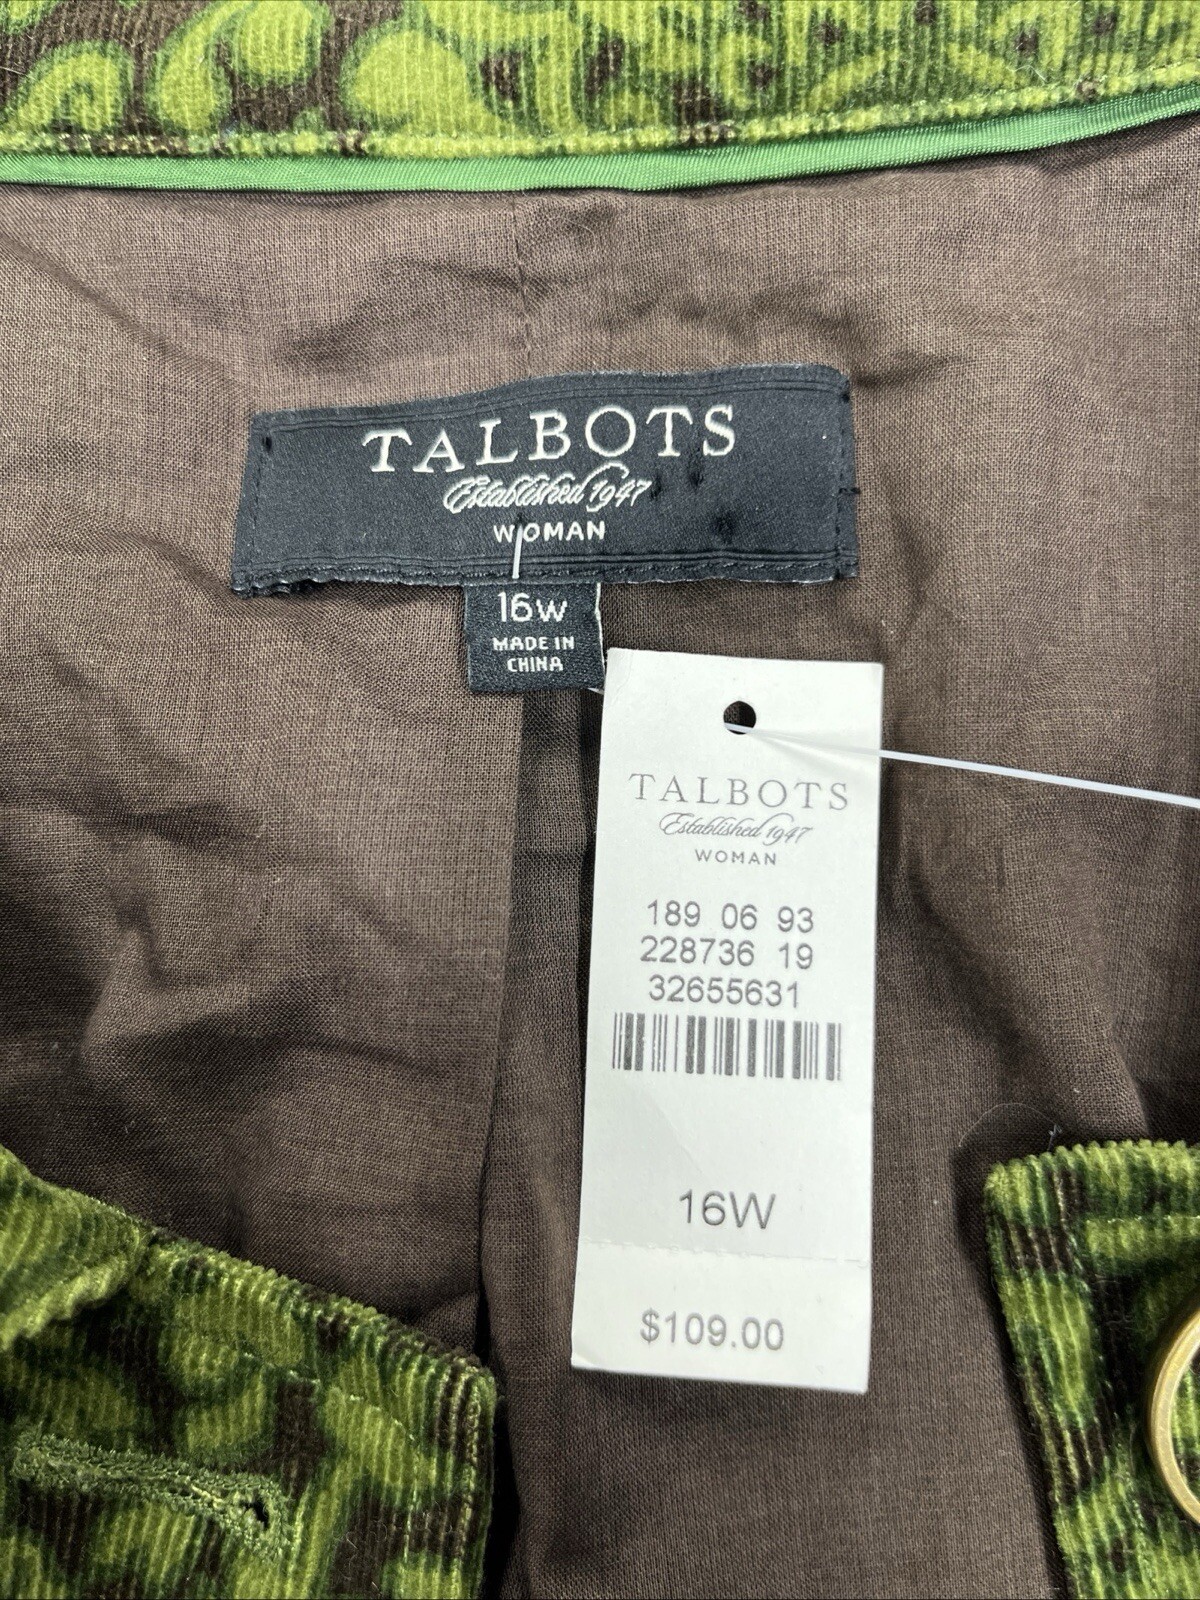 TALBOTS
Established 1947
WOMAN
16W
MADE IN
CHINA
TALBOTS
Established 1947
WOMAN
189 06 93
228736 19
32655631
16W
$109.00